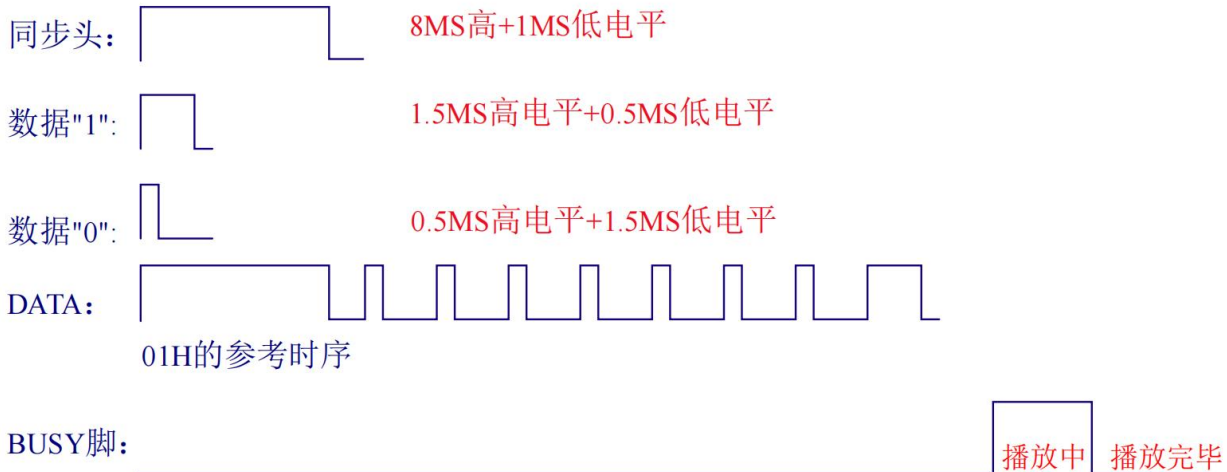 同步头： 8MS高+1MS低电平
数据"1": 1.5MS高电平+0.5MS低电平
数据"0": 0.5MS高电平+1.5MS低电平
DATA：
01H的参考时序
BUSY脚： 播放中 播放完毕